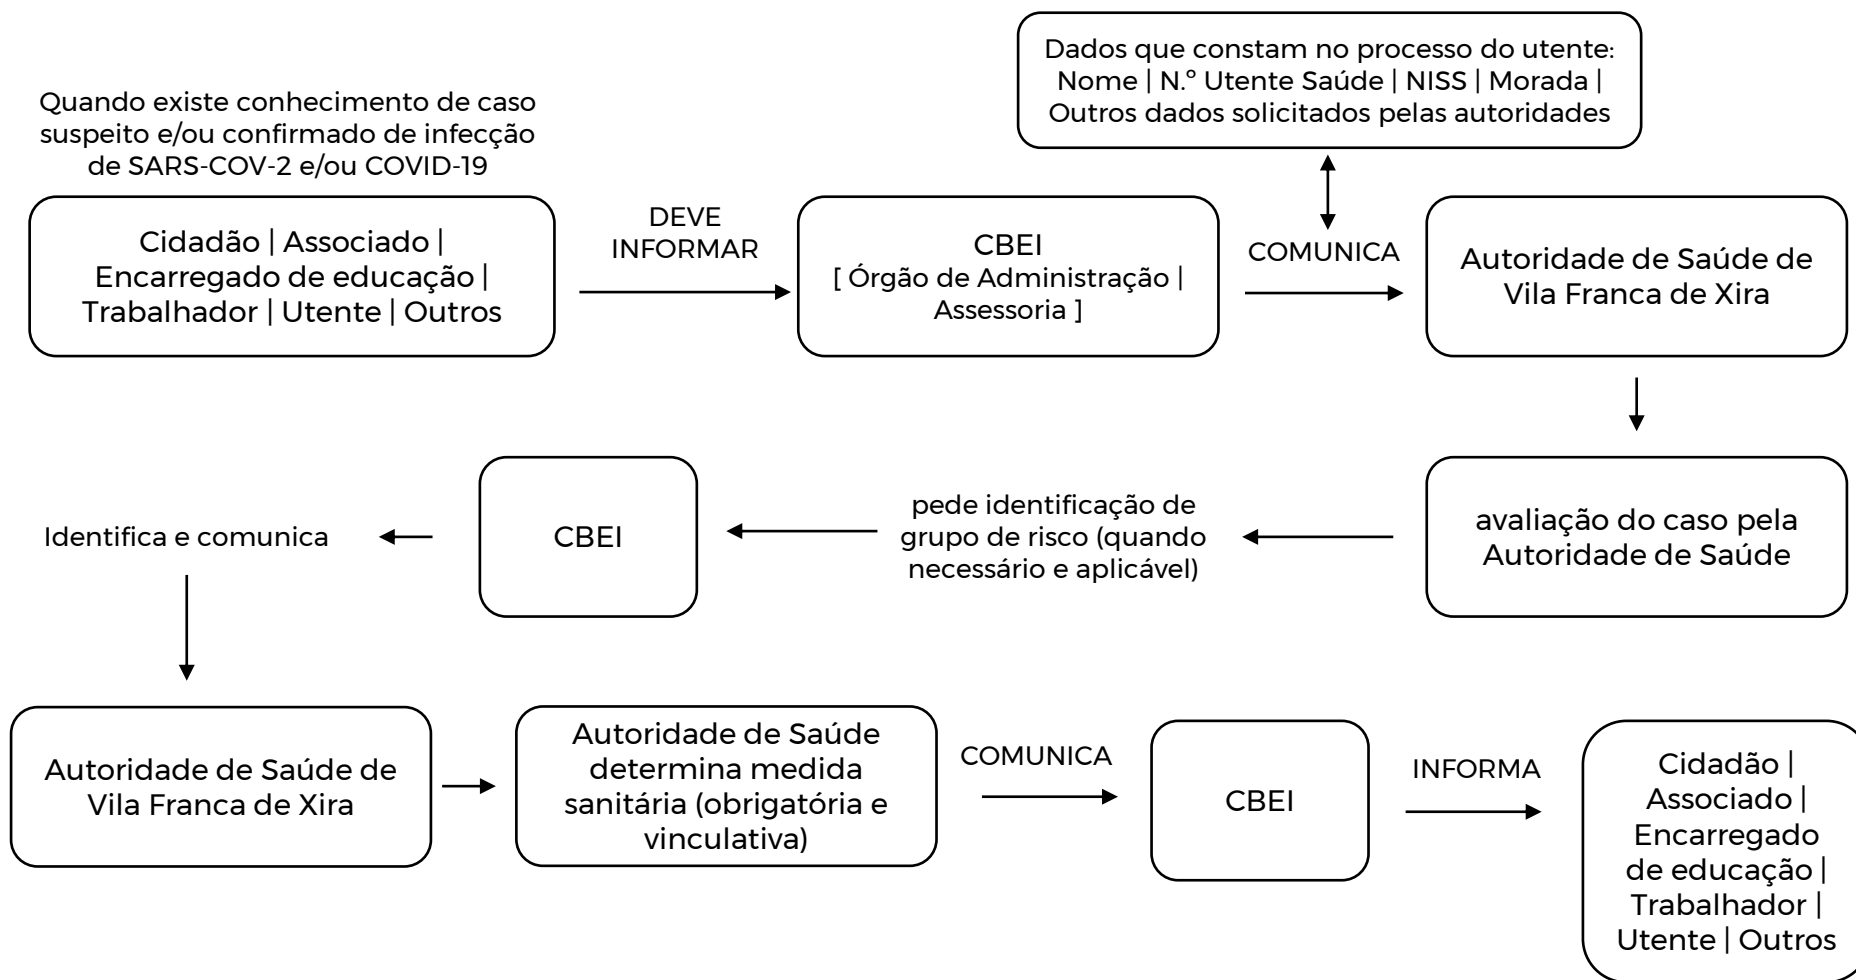 Dados que constam no processo do utente:
Nome | N.º Utente Saúde | NISS | Morada |
Outros dados solicitados pelas autoridades
Quando existe conhecimento de caso
suspeito e/ou confirmado de infecção
de SARS-COV-2 e/ou COVID-19
Cidadão | Associado |
Encarregado de educação |
Trabalhador | Utente | Outros
DEVE
INFORMAR
CBEI
[ Órgão de Administração |
Assessoria ]
COMUNICA
Autoridade de Saúde de
Vila Franca de Xira
avaliação do caso pela
Autoridade de Saúde
pede identificação de
grupo de risco (quando
necessário e aplicável)
CBEI
Identifica e comunica
Autoridade de Saúde de
Vila Franca de Xira
Autoridade de Saúde
determina medida
sanitária (obrigatória e
vinculativa)
COMUNICA
CBEI
INFORMA
Cidadão |
Associado |
Encarregado
de educação |
Trabalhador |
Utente | Outros